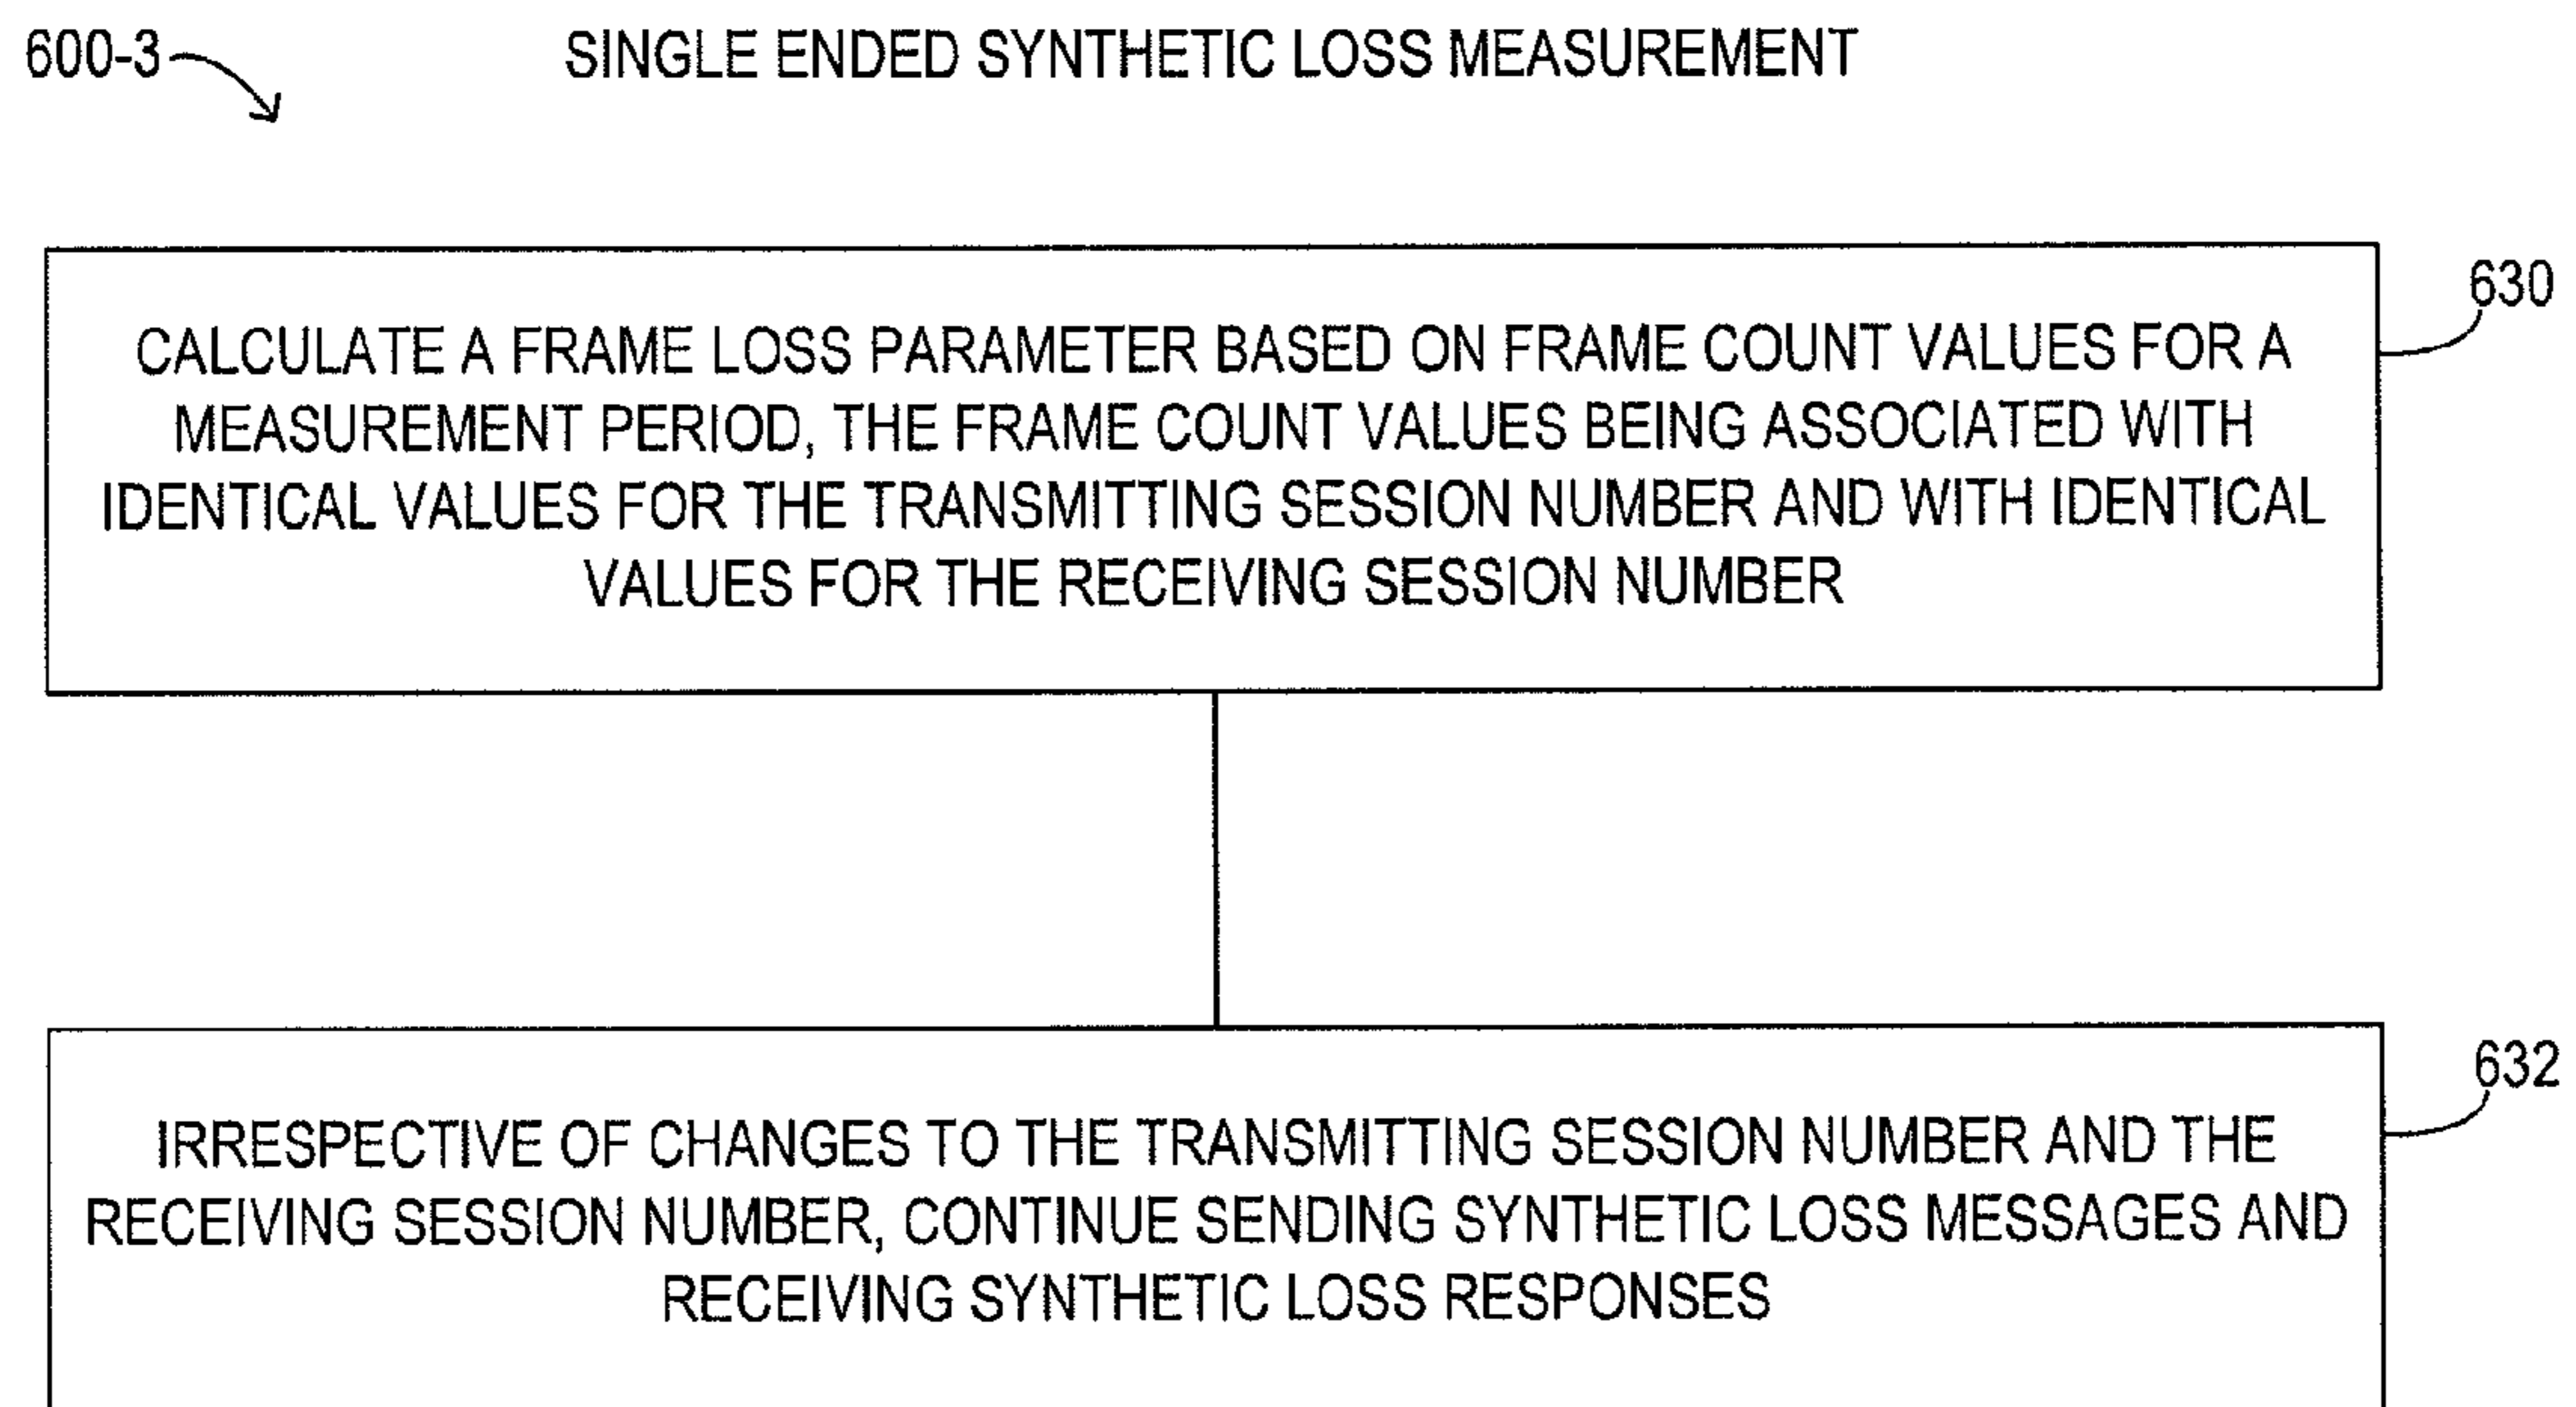 600-3
SINGLE ENDED SYNTHETIC LOSS MEASUREMENT
630
CALCULATE A FRAME LOSS PARAMETER BASED ON FRAME COUNT VALUES FOR A
MEASUREMENT PERIOD, THE FRAME COUNT VALUES BEING ASSOCIATED WITH
IDENTICAL VALUES FOR THE TRANSMITTING SESSION NUMBER AND WITH IDENTICAL
VALUES FOR THE RECEIVING SESSION NUMBER
632
IRRESPECTIVE OF CHANGES TO THE TRANSMITTING SESSION NUMBER AND THE
RECEIVING SESSION NUMBER, CONTINUE SENDING SYNTHETIC LOSS MESSAGES AND
RECEIVING SYNTHETIC LOSS RESPONSES